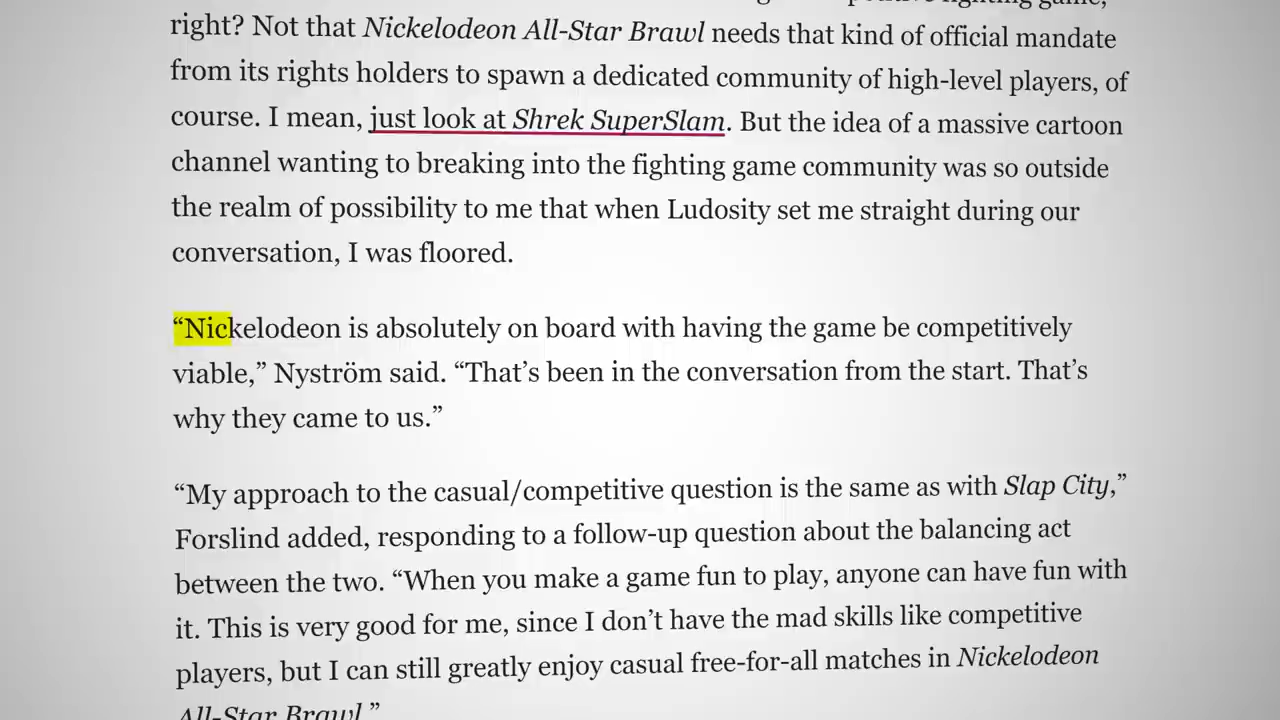 right? Not that Nickelodeon All-Star Brawl needs that kind of official mandate
from its rights holders to spawn a dedicated community of high-level players, of
course. I mean, just look at Shrek SuperSlam. But the idea of a massive cartoon
channel wanting to breaking into the fighting game community was so outside
the realm of possibility to me that when Ludosity set me straight during our
conversation, I was floored.
“Nickelodeon is absolutely on board with having the game be competitively
viable,” Nyström said. “That’s been in the conversation from the start. That’s
why they came to us.”
“My approach to the casual/competitive question is the same as with Slap City,”
Forslind added, responding to a follow-up question about the balancing act
between the two. “When you make a game fun to play, anyone can have fun with
it. This is very good for me, since I don’t have the mad skills like competitive
players, but I can still greatly enjoy casual free-for-all matches in Nickelodeon
All-Star Brawl.”